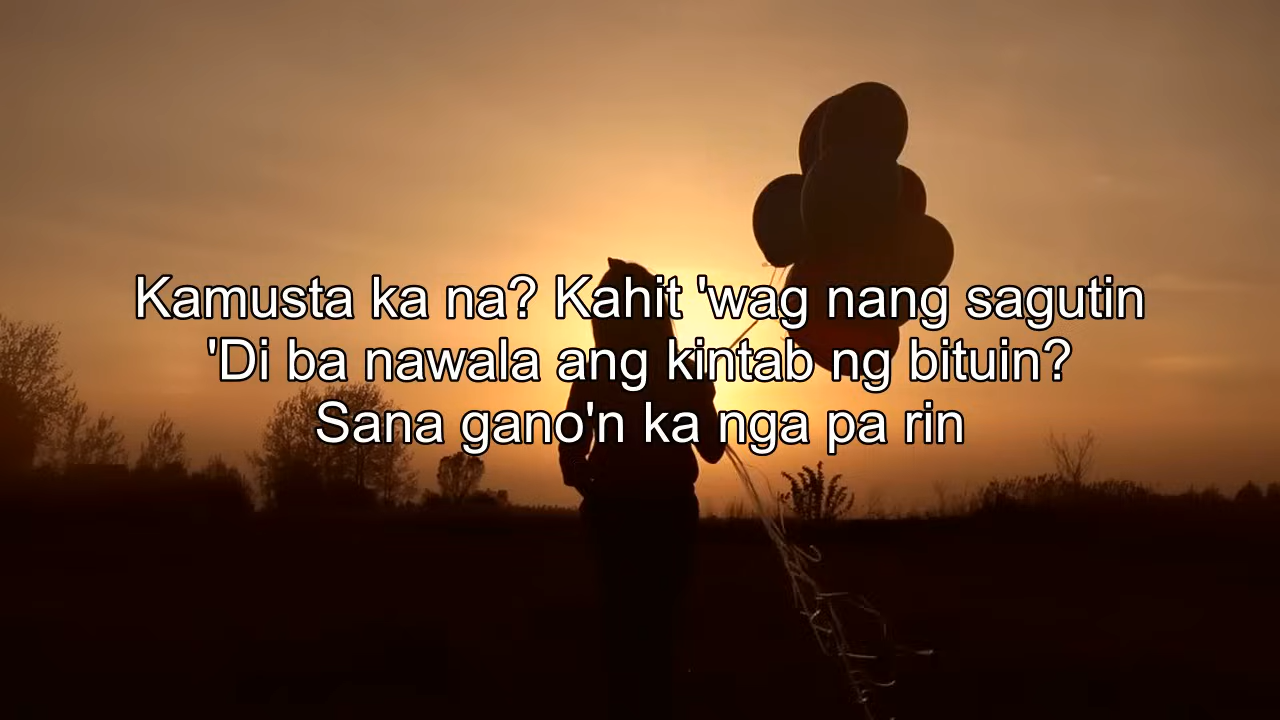 Kamusta ka na? Kahit 'wag nang sagutin
'Di ba nawala ang kintab ng bituin?
Sana gano'n ka nga pa rin